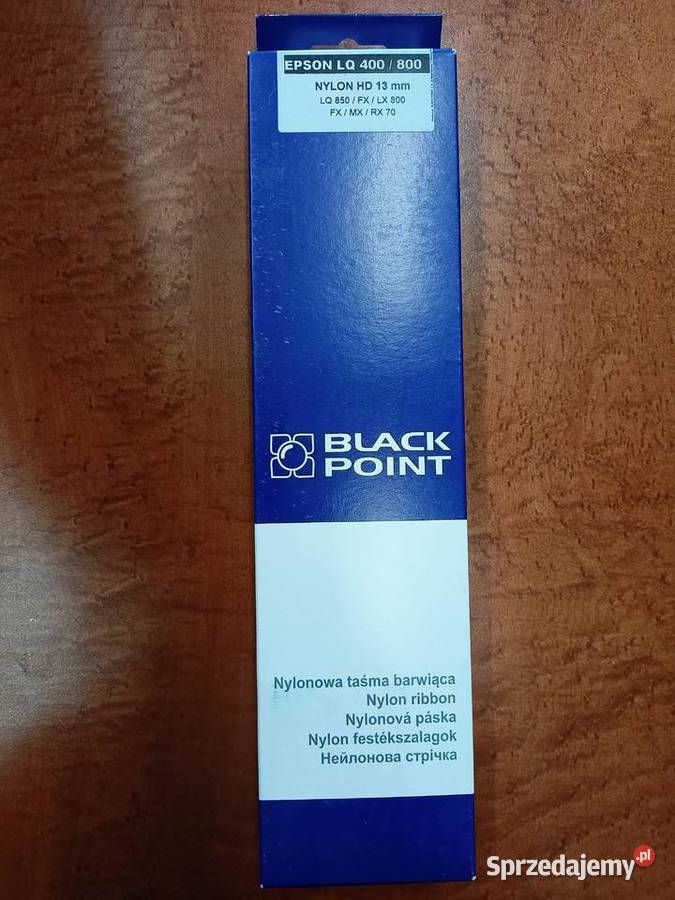 EPSON LQ 400 / 800
NYLON HD 13 mm
LQ 850 / FX / LX 800
FX / MX / RX 70
BLACK
POINT
Nylonowa taśma barwiąca
Nylon ribbon
Nylonová páska
Nylon festékszalagok
Нейлонова стрічка
Sprzedajemy.pl